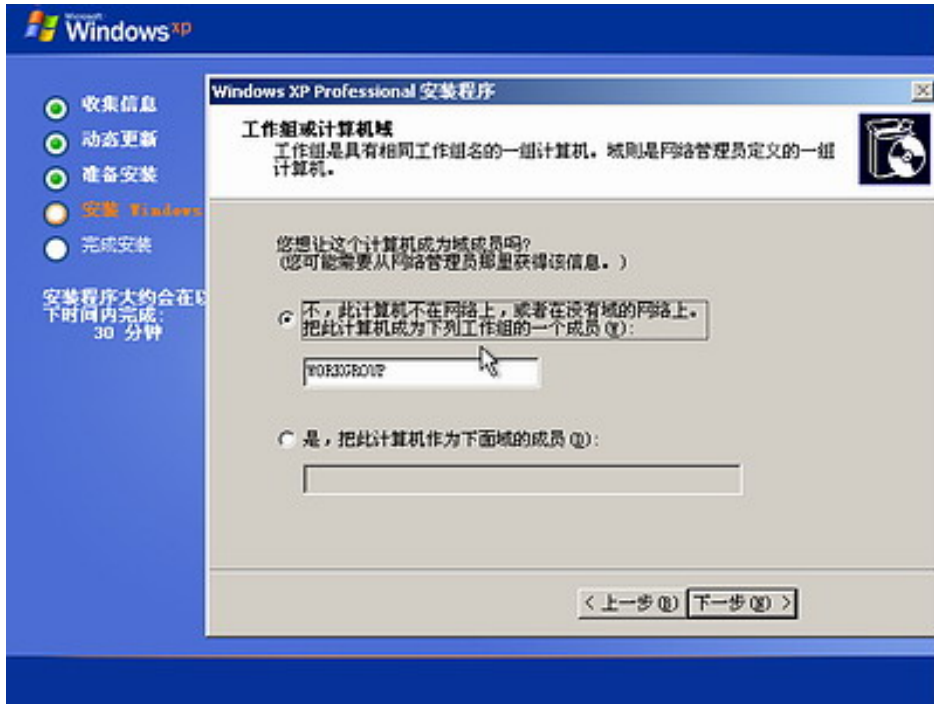 Microsoft
Windows xp
收集信息
动态更新
准备安装
安装 Windows
完成安装
安装程序大约会在以
下时间内完成:
30 分钟
Windows XP Professional 安装程序
工作组或计算机域
工作组是具有相同工作组名的一组计算机。域则是网络管理员定义的一组
计算机。
您想让这个计算机成为域成员吗?
(您可能需要从网络管理员那里获得该信息。)
不，此计算机不在网络上，或者在没有域的网络上。
把此计算机成为下列工作组的一个成员(W):
WORKGROUP
是，把此计算机作为下面域的成员(D):
< 上一步(B)
下一步(N) >